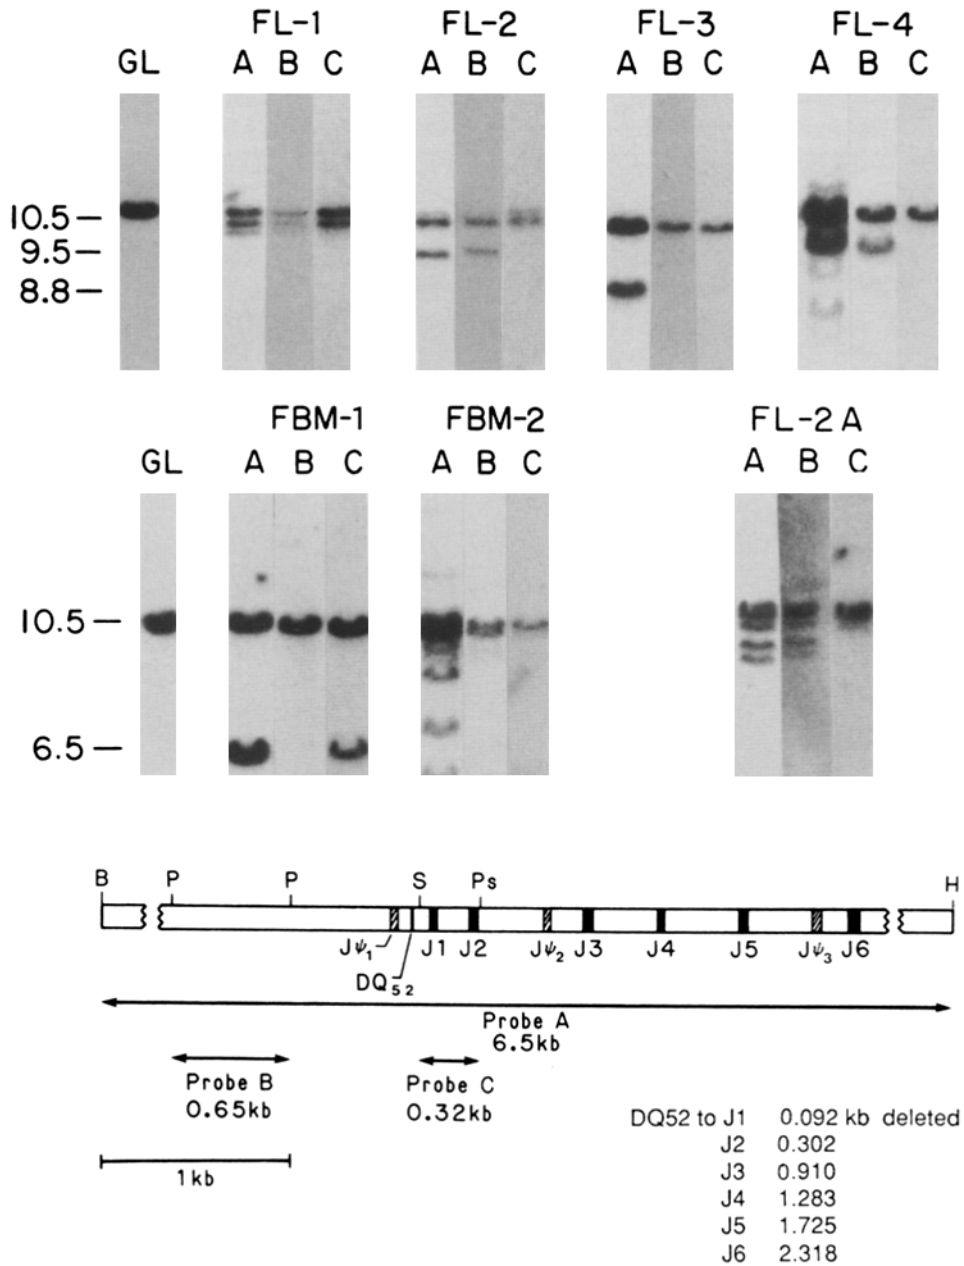 FL-1 FL-2 FL-3 FL-4
GL A B C A B C A B C A B C
10.5
9.5
8.8
FBM-1 FBM-2 FL-2A
GL A B C A B C A B C
10.5
6.5
B P P S Ps H
Jψ1 J1 J2 Jψ2 J3 J4 J5 Jψ3 J6
DQ52
Probe A
6.5kb
Probe B Probe C
0.65kb 0.32kb
1kb
DQ52 to J1 0.092 kb deleted
J2 0.302
J3 0.910
J4 1.283
J5 1.725
J6 2.318